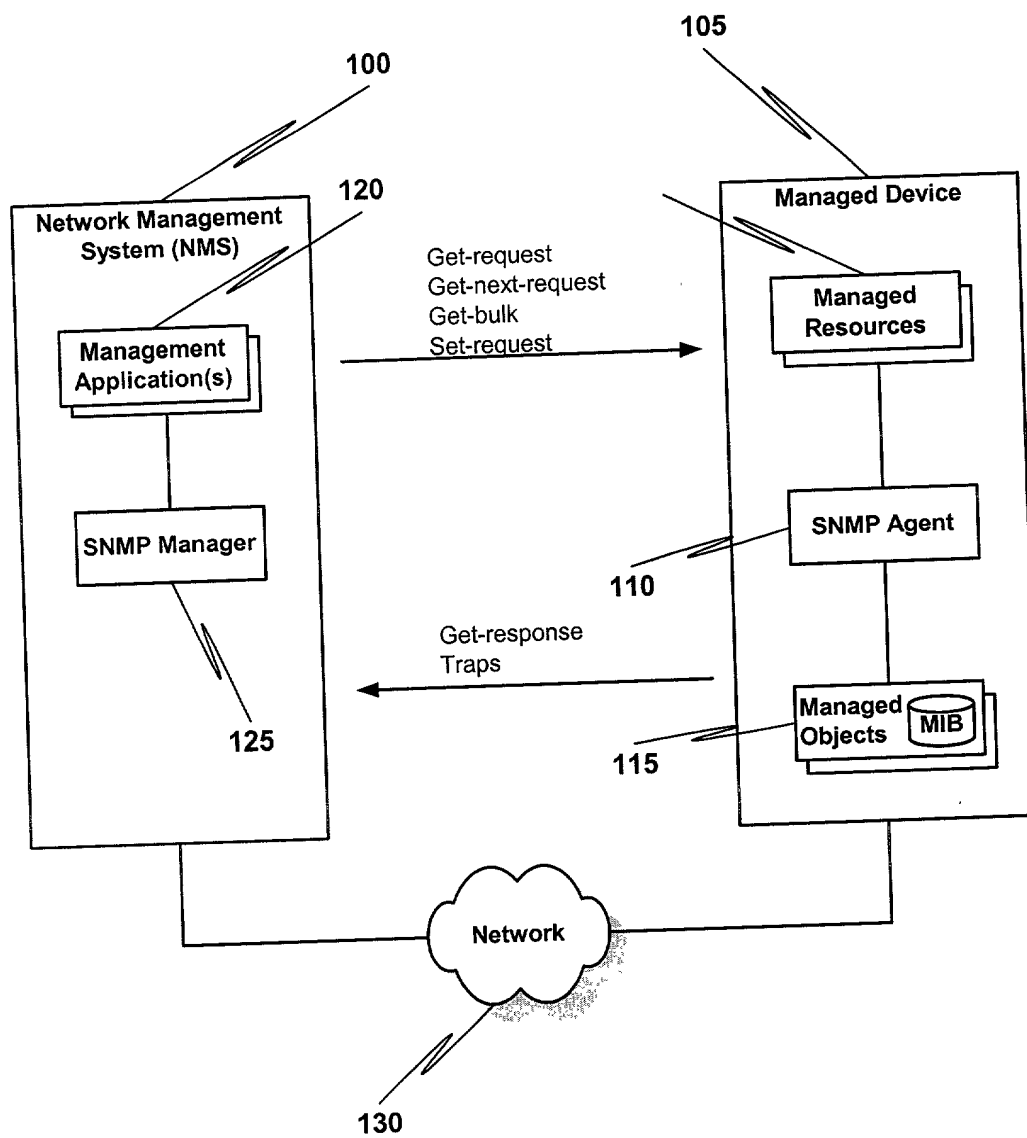 100
105
120
Network Management
System (NMS)
Managed Device
Get-request
Get-next-request
Get-bulk
Set-request
Managed
Resources
Management
Application(s)
SNMP Manager
SNMP Agent
110
Get-response
Traps
Managed
Objects
MIB
125
115
Network
130